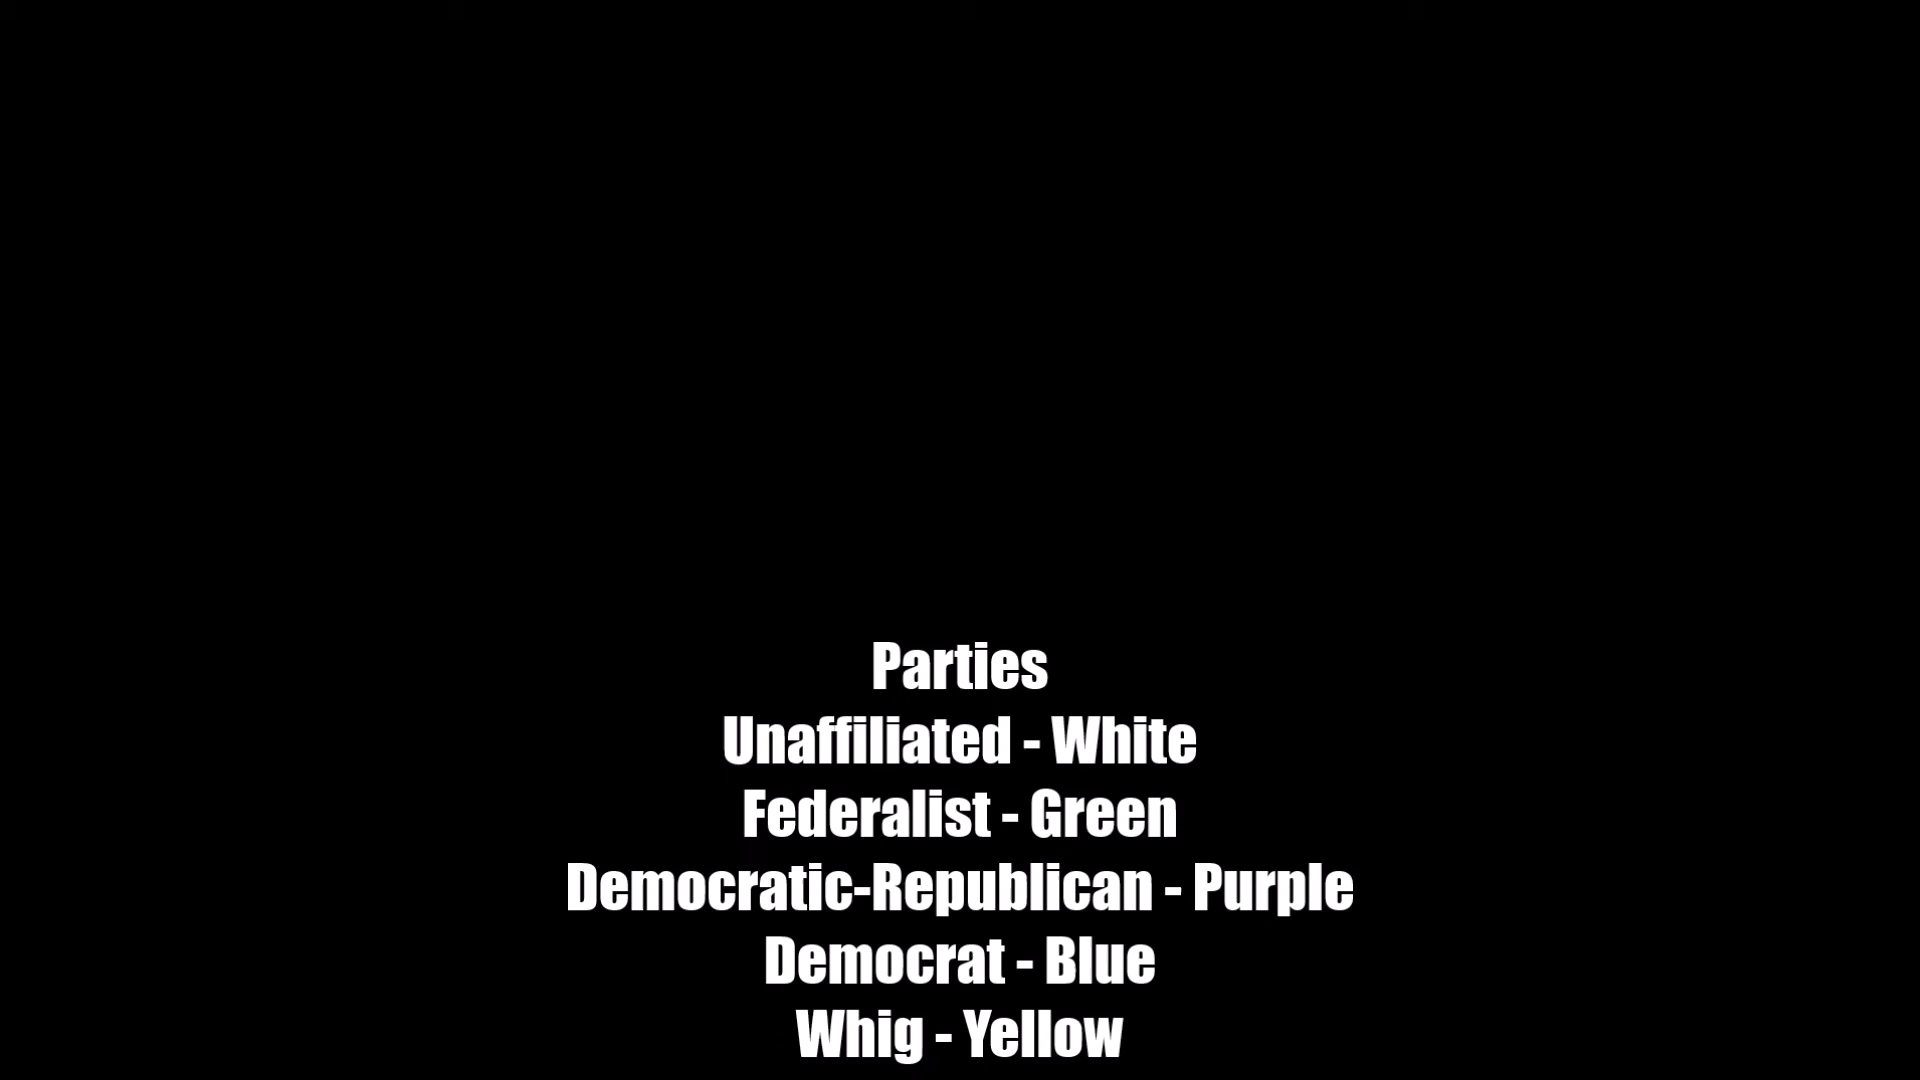 Parties
Unaffiliated - White
Federalist - Green
Democratic-Republican - Purple
Democrat - Blue
Whig - Yellow